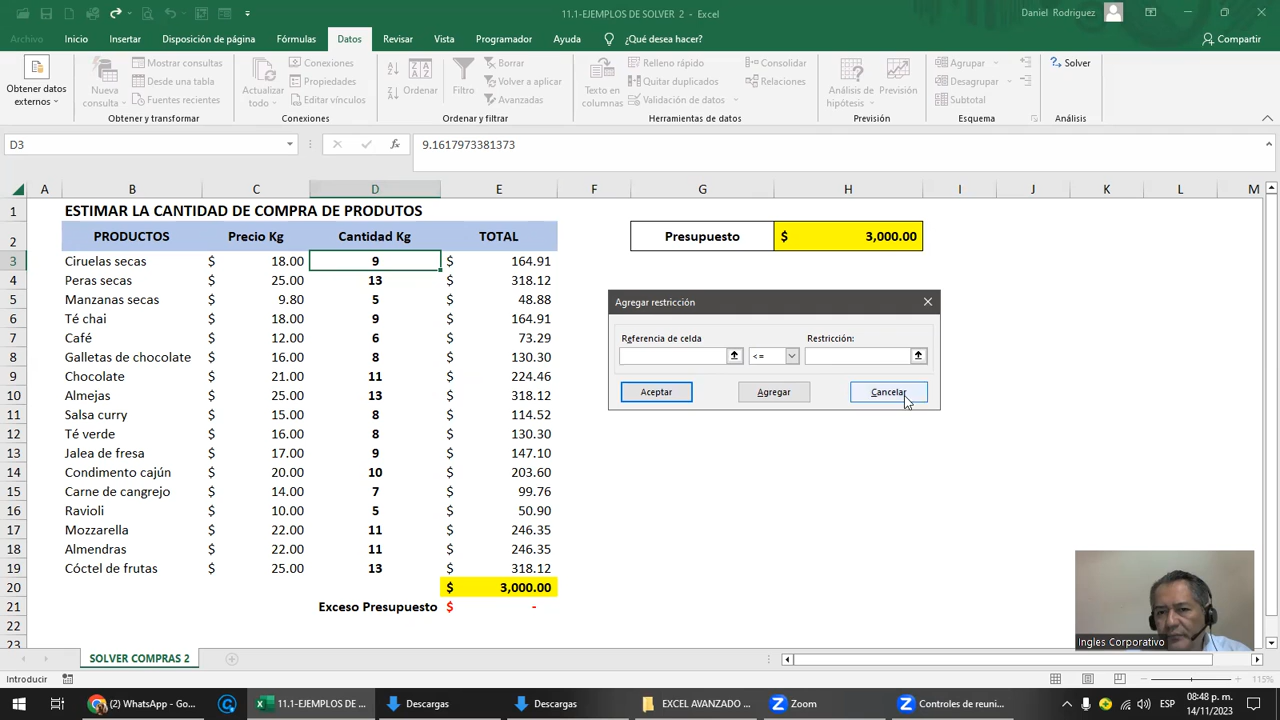 11.1-EJEMPLOS DE SOLVER 2 - Excel
Daniel Rodriguez
Archivo Inicio Insertar Disposición de página Fórmulas Datos Revisar Vista Programador Ayuda ¿Qué desea hacer? Compartir
Obtener datos externos
Nueva consulta
Mostrar consultas
Desde una tabla
Fuentes recientes
Obtener y transformar
Actualizar todo
Conexiones
Propiedades
Editar vínculos
Conexiones
Ordenar
Filtro
Borrar
Volver a aplicar
Avanzadas
Ordenar y filtrar
Texto en columnas
Relleno rápido
Quitar duplicados
Validación de datos
Consolidar
Relaciones
Herramientas de datos
Análisis de hipótesis
Previsión
Previsión
Agrupar
Desagrupar
Subtotal
Esquema
Solver
Análisis
D3 fx 9.1617973381373
A B C D E F G H I J K L M
1 ESTIMAR LA CANTIDAD DE COMPRA DE PRODUTOS
2 PRODUCTOS Precio Kg Cantidad Kg TOTAL Presupuesto $ 3,000.00
3 Ciruelas secas $ 18.00 9 $ 164.91
4 Peras secas $ 25.00 13 $ 318.12
5 Manzanas secas $ 9.80 5 $ 48.88
6 Té chai $ 18.00 9 $ 164.91
7 Café $ 12.00 6 $ 73.29
8 Galletas de chocolate $ 16.00 8 $ 130.30
9 Chocolate $ 21.00 11 $ 224.46
10 Almejas $ 25.00 13 $ 318.12
11 Salsa curry $ 15.00 8 $ 114.52
12 Té verde $ 16.00 8 $ 130.30
13 Jalea de fresa $ 17.00 9 $ 147.10
14 Condimento cajún $ 20.00 10 $ 203.60
15 Carne de cangrejo $ 14.00 7 $ 99.76
16 Ravioli $ 10.00 5 $ 50.90
17 Mozzarella $ 22.00 11 $ 246.35
18 Almendras $ 22.00 11 $ 246.35
19 Cóctel de frutas $ 25.00 13 $ 318.12
20 $ 3,000.00
21 Exceso Presupuesto $ -
22
23
Agregar restricción
Referencia de celda Restricción:
<=
Aceptar Agregar Cancelar
Ingles Corporativo
SOLVER COMPRAS 2
Introducir
115%
(2) WhatsApp - Go...
11.1-EJEMPLOS DE ...
Descargas
Descargas
EXCEL AVANZADO ...
Zoom
Controles de reuni...
ESP
08:48 p. m.
14/11/2023